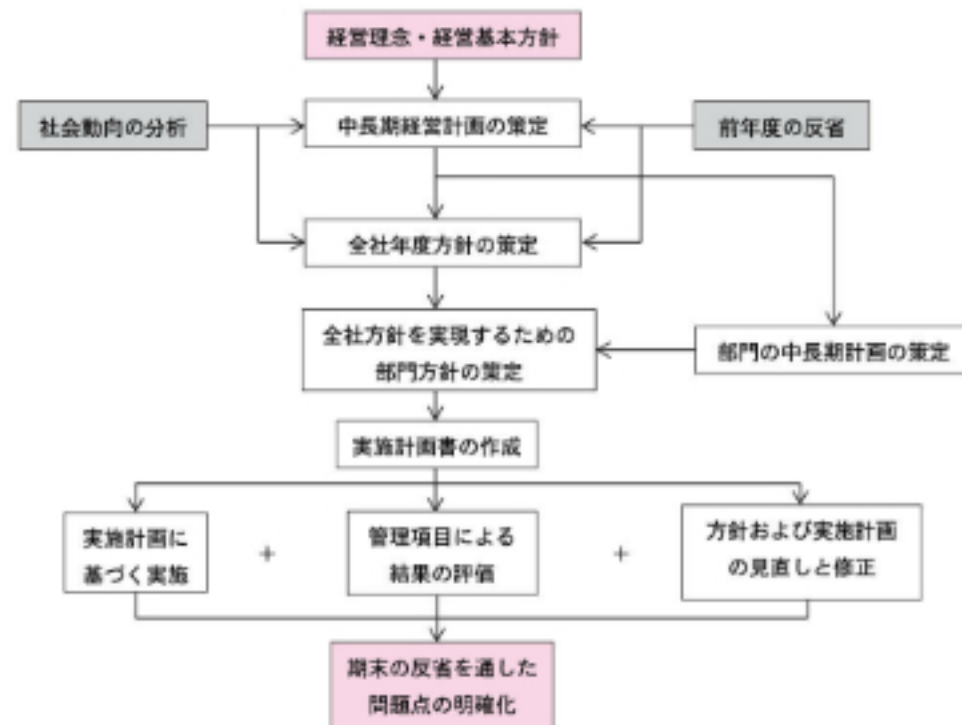 経営理念・経営基本方針
社会動向の分析
中長期経営計画の策定
前年度の反省
全社年度方針の策定
全社方針を実現するための
部門方針の策定
部門の中長期計画の策定
実施計画書の作成
実施計画に
基づく実施
+
管理項目による
結果の評価
+
方針および実施計画
の見直しと修正
期末の反省を通した
問題点の明確化